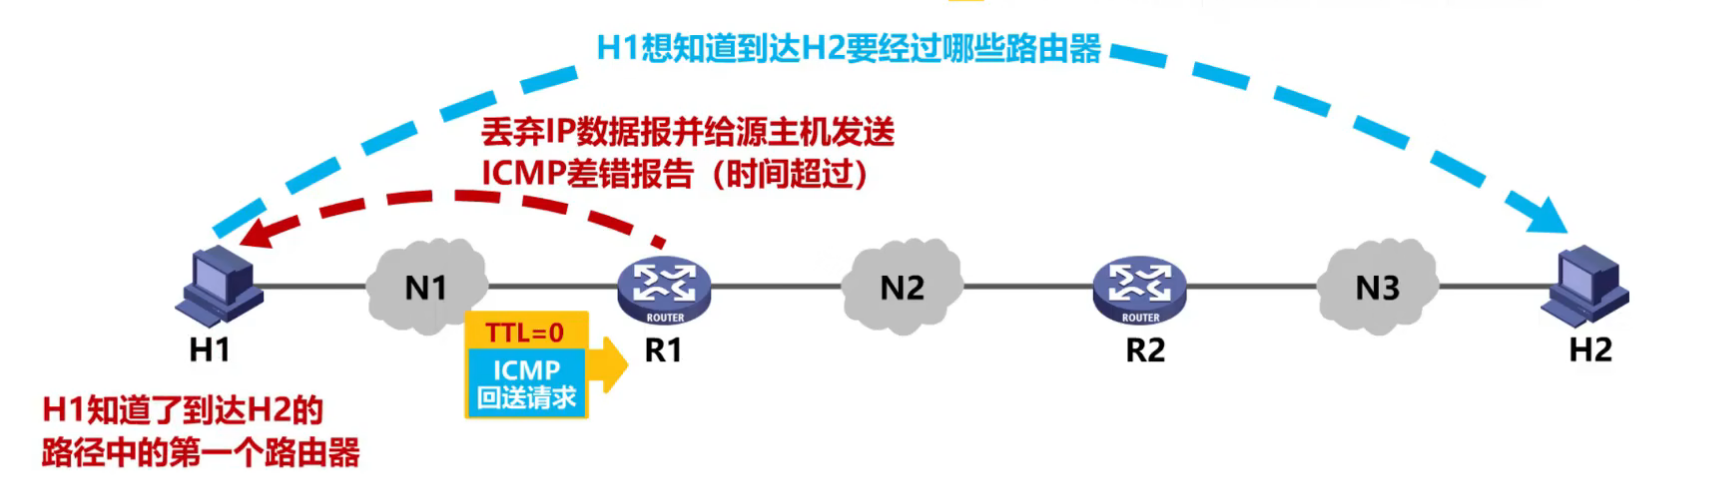 H1想知道到达H2要经过哪些路由器
丢弃IP数据报并给源主机发送
ICMP差错报告（时间超过）
N1
N2
N3
ROUTER
ROUTER
H1
R1
R2
H2
TTL=0
ICMP
回送请求
H1知道了到达H2的
路径中的第一个路由器